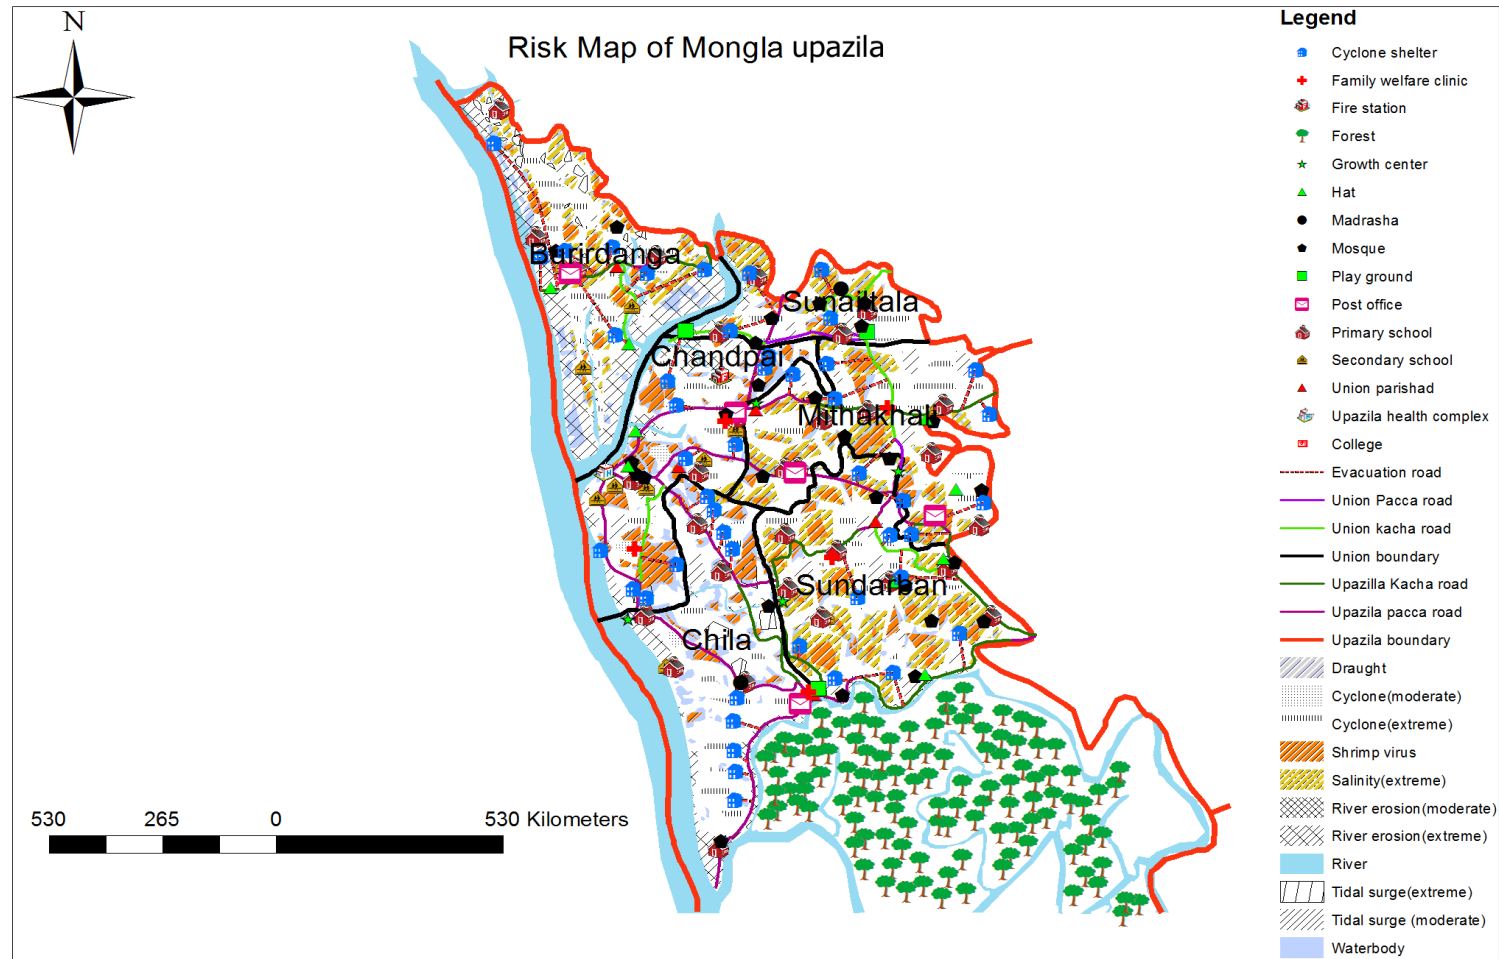 N
Risk Map of Mongla upazila
Burirdanga
Sunailtala
Chandpai
Mithakhali
Sundarban
Chila
530 265 0 530 Kilometers
Legend
Cyclone shelter
Family welfare clinic
Fire station
Forest
Growth center
Hat
Madrasha
Mosque
Play ground
Post office
Primary school
Secondary school
Union parishad
Upazila health complex
College
Evacuation road
Union Pacca road
Union kacha road
Union boundary
Upazilla Kacha road
Upazila pacca road
Upazila boundary
Draught
Cyclone(moderate)
Cyclone(extreme)
Shrimp virus
Salinity(extreme)
River erosion(moderate)
River erosion(extreme)
River
Tidal surge(extreme)
Tidal surge (moderate)
Waterbody